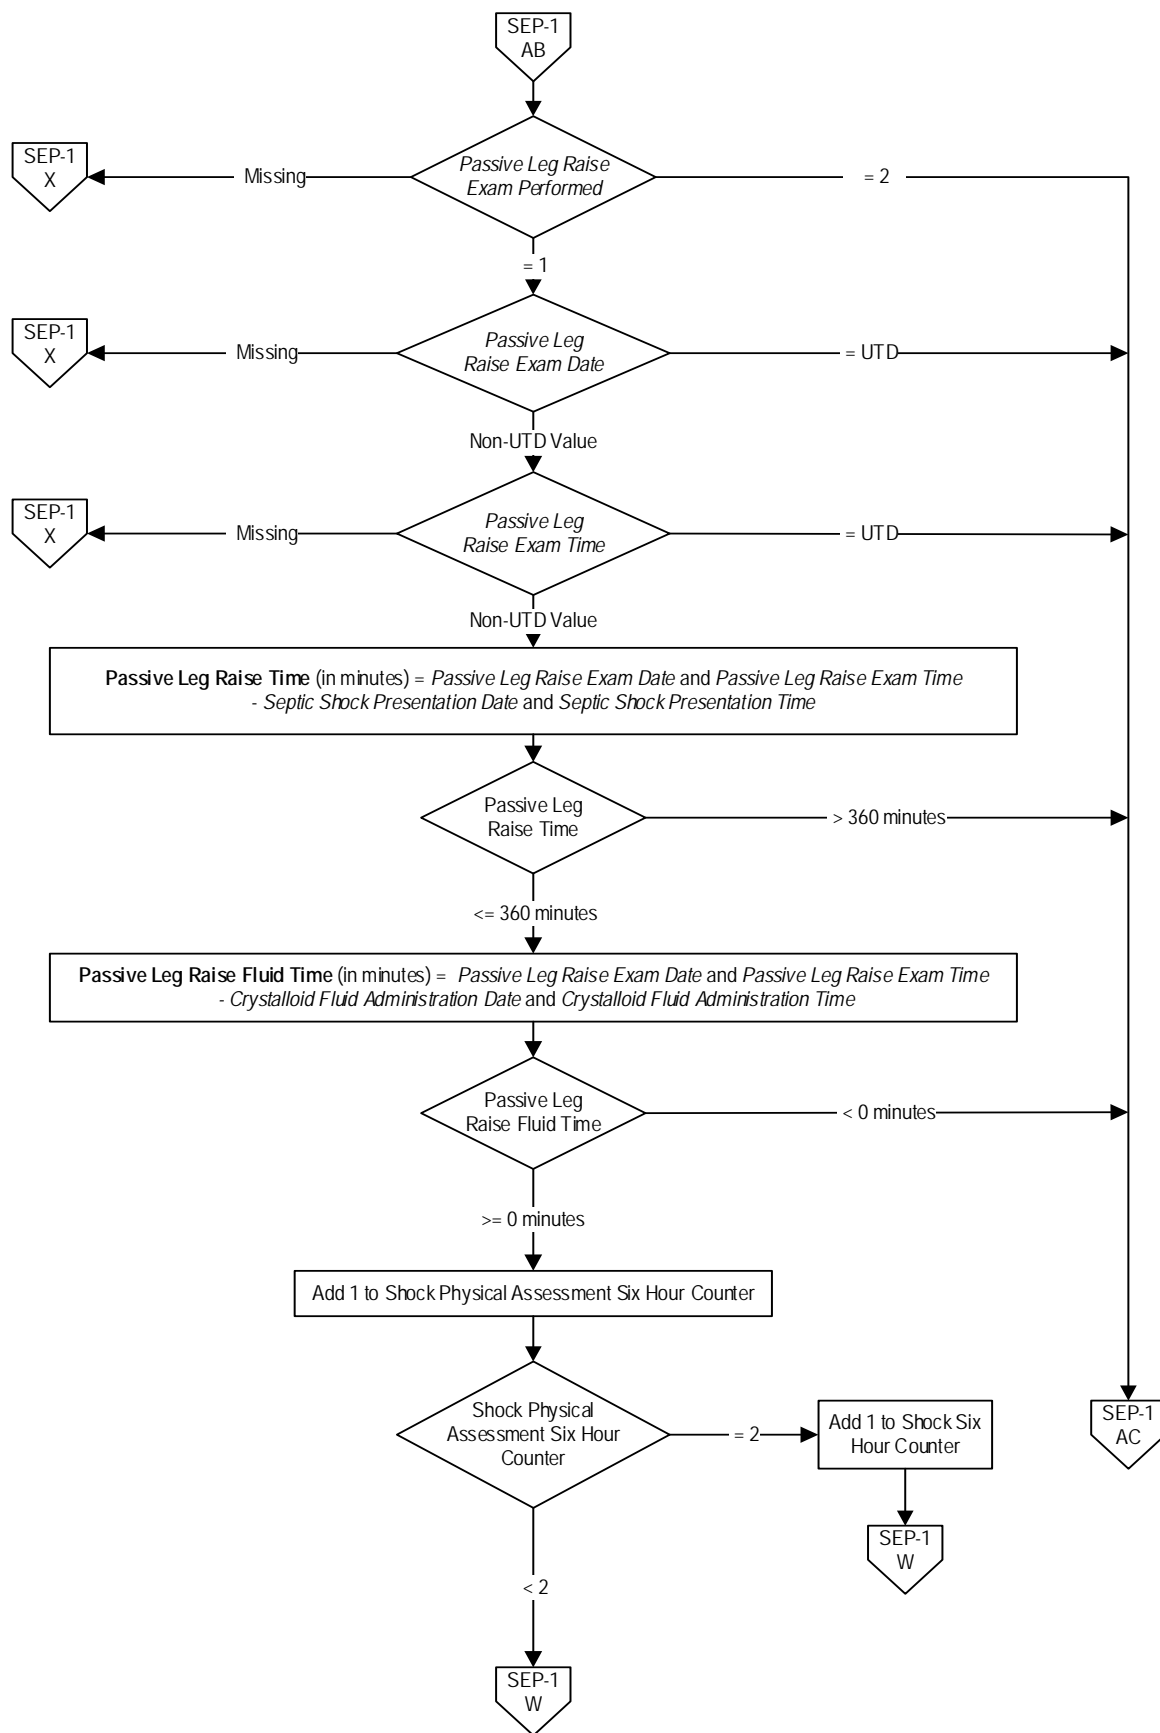 SEP-1
AB
SEP-1
X
Missing
Passive Leg Raise
Exam Performed
= 2
= 1
SEP-1
X
Missing
Passive Leg
Raise Exam Date
= UTD
Non-UTD Value
SEP-1
X
Missing
Passive Leg
Raise Exam Time
= UTD
Non-UTD Value
Passive Leg Raise Time (in minutes) = Passive Leg Raise Exam Date and Passive Leg Raise Exam Time
- Septic Shock Presentation Date and Septic Shock Presentation Time
Passive Leg
Raise Time
> 360 minutes
<= 360 minutes
Passive Leg Raise Fluid Time (in minutes) = Passive Leg Raise Exam Date and Passive Leg Raise Exam Time
- Crystalloid Fluid Administration Date and Crystalloid Fluid Administration Time
Passive Leg
Raise Fluid Time
< 0 minutes
>= 0 minutes
Add 1 to Shock Physical Assessment Six Hour Counter
Shock Physical
Assessment Six Hour
Counter
= 2
Add 1 to Shock Six
Hour Counter
SEP-1
AC
SEP-1
W
< 2
SEP-1
W